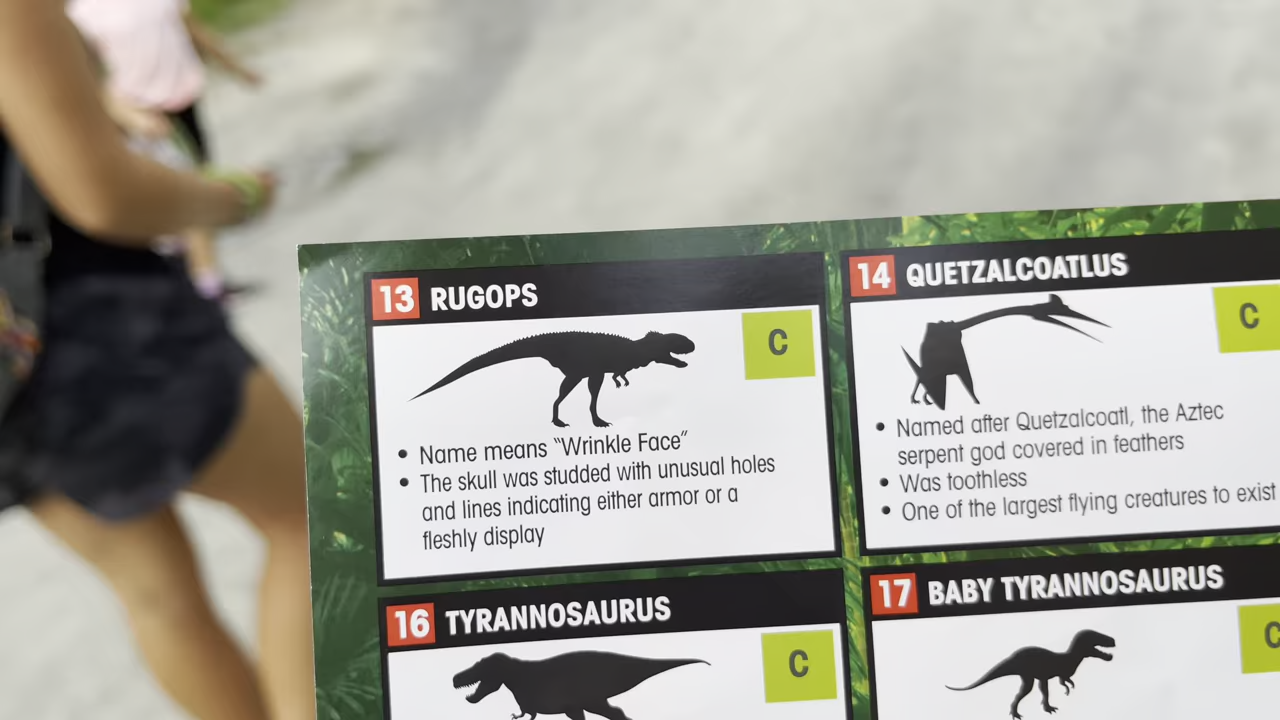 13 RUGOPS
C
• Name means “Wrinkle Face”
• The skull was studded with unusual holes
and lines indicating either armor or a
fleshly display
14 QUETZALCOATLUS
C
• Named after Quetzalcoatl, the Aztec
serpent god covered in feathers
• Was toothless
• One of the largest flying creatures to exist
16 TYRANNOSAURUS
C
17 BABY TYRANNOSAURUS
C